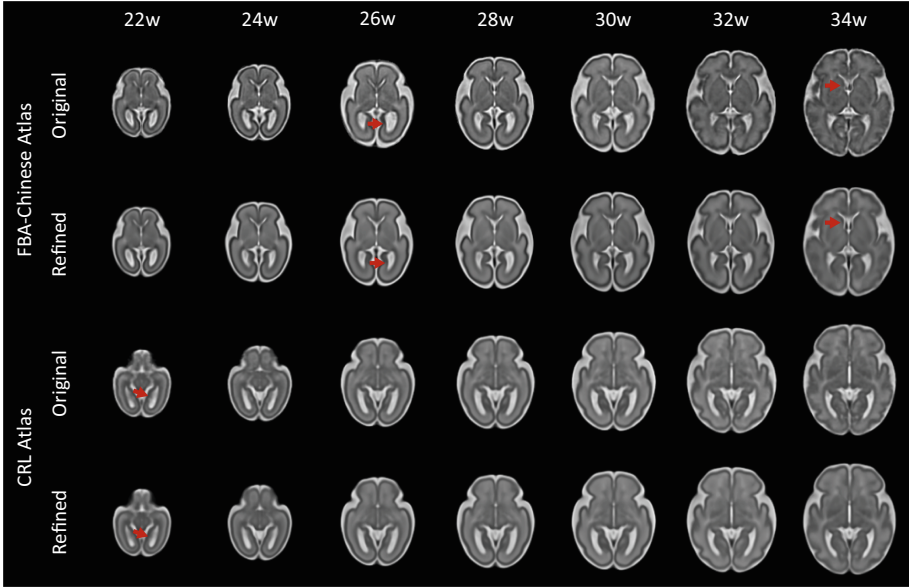 22w 24w 26w 28w 30w 32w 34w
FBA-Chinese Atlas
Original
Refined
CRL Atlas
Original
Refined